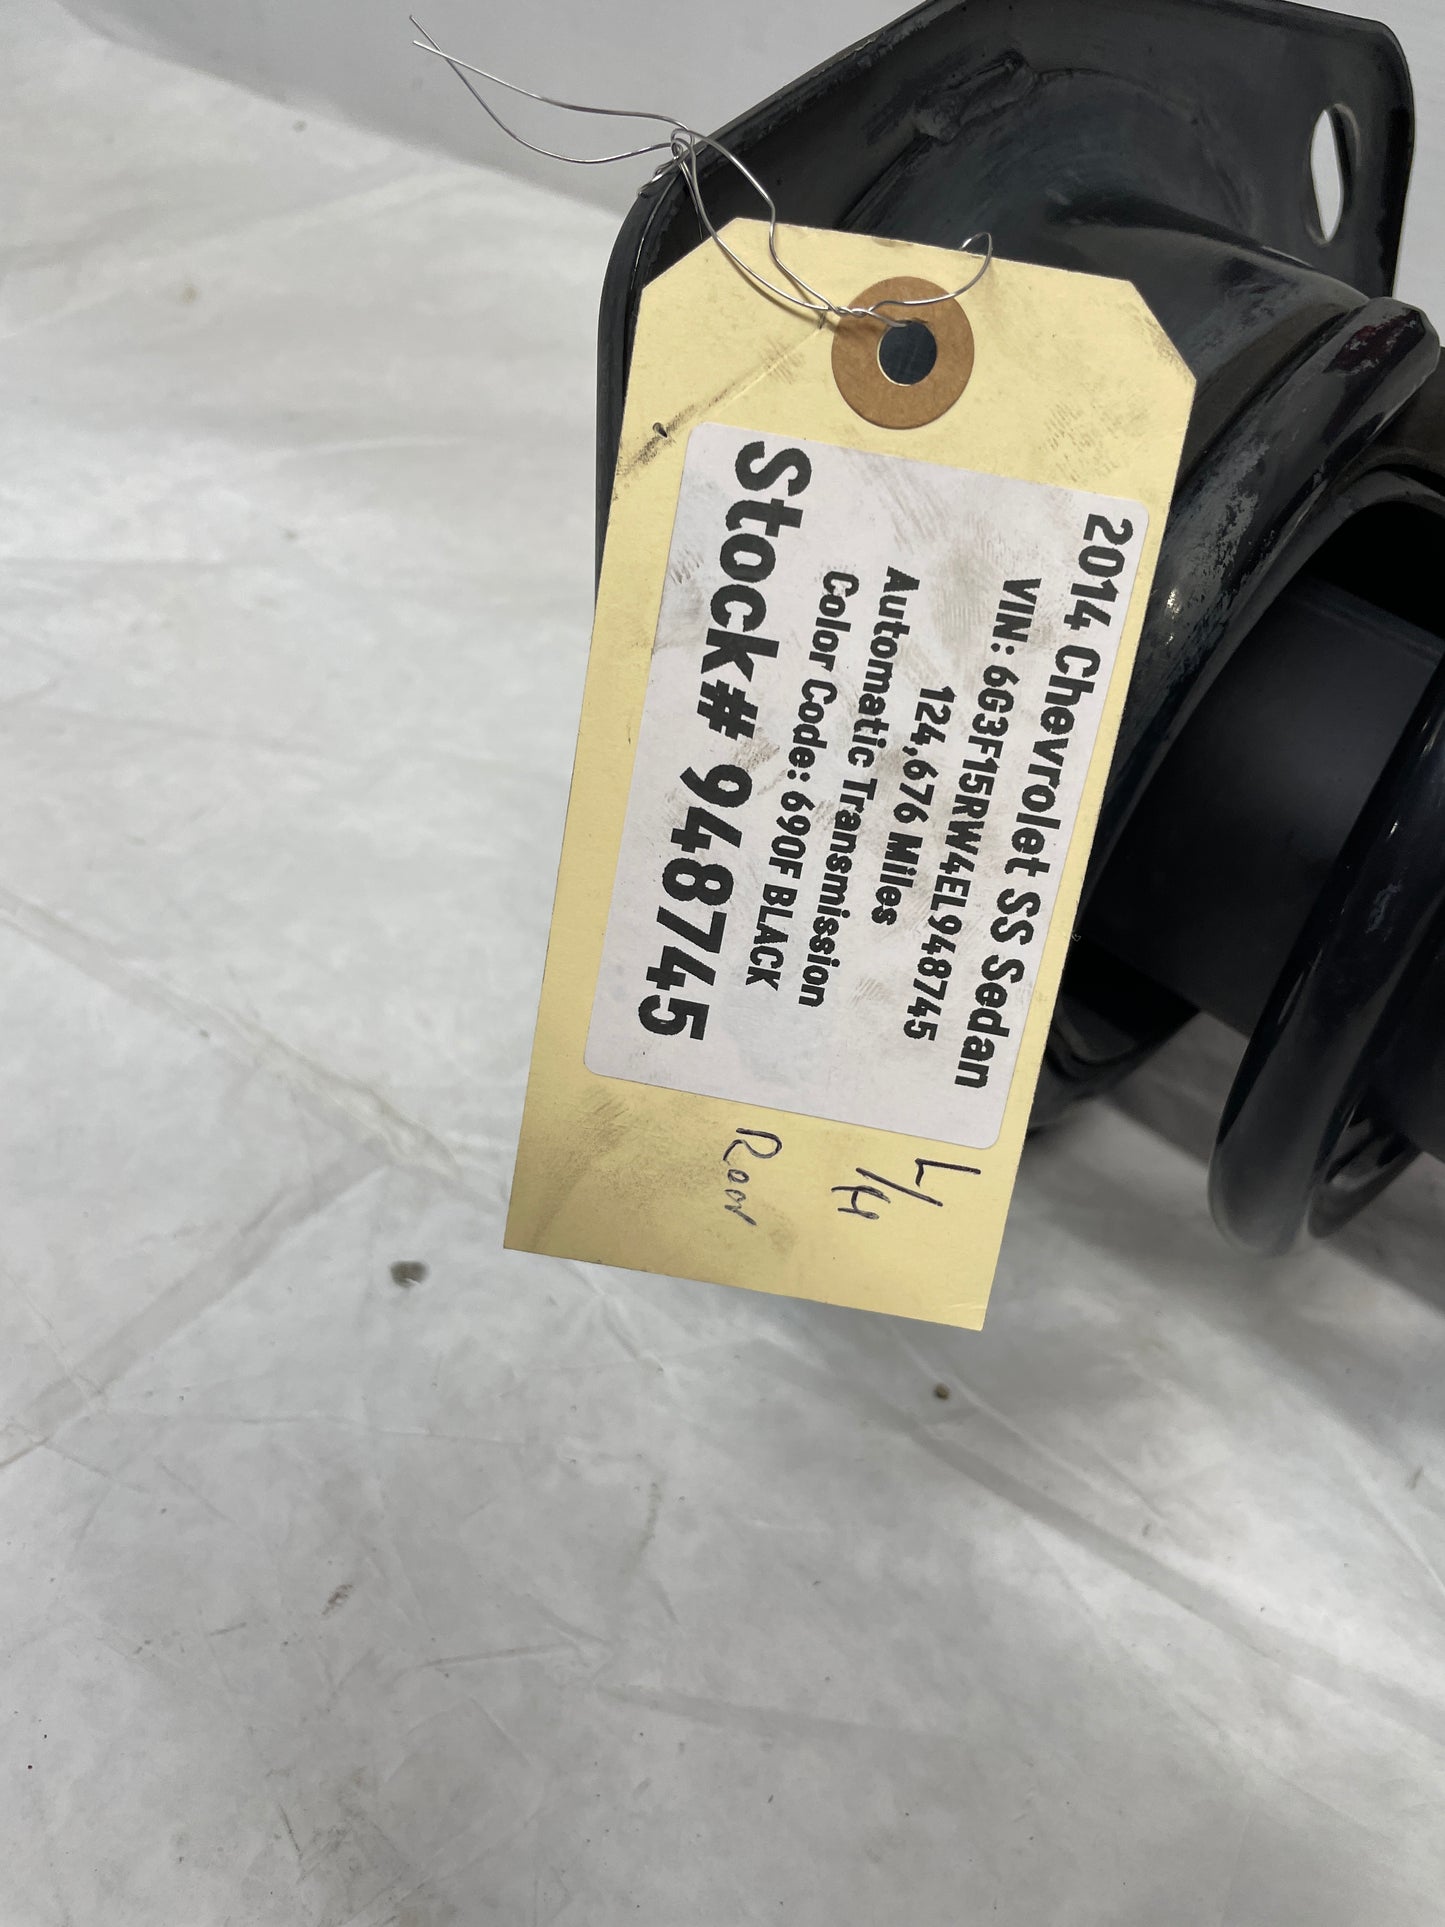 2014 Chevrolet SS Sedan
VIN: 6G3F15RW4EL948745
124,676 Miles
Automatic Transmission
Color Code: 690F BLACK
Stock# 948745
L/H
Rear